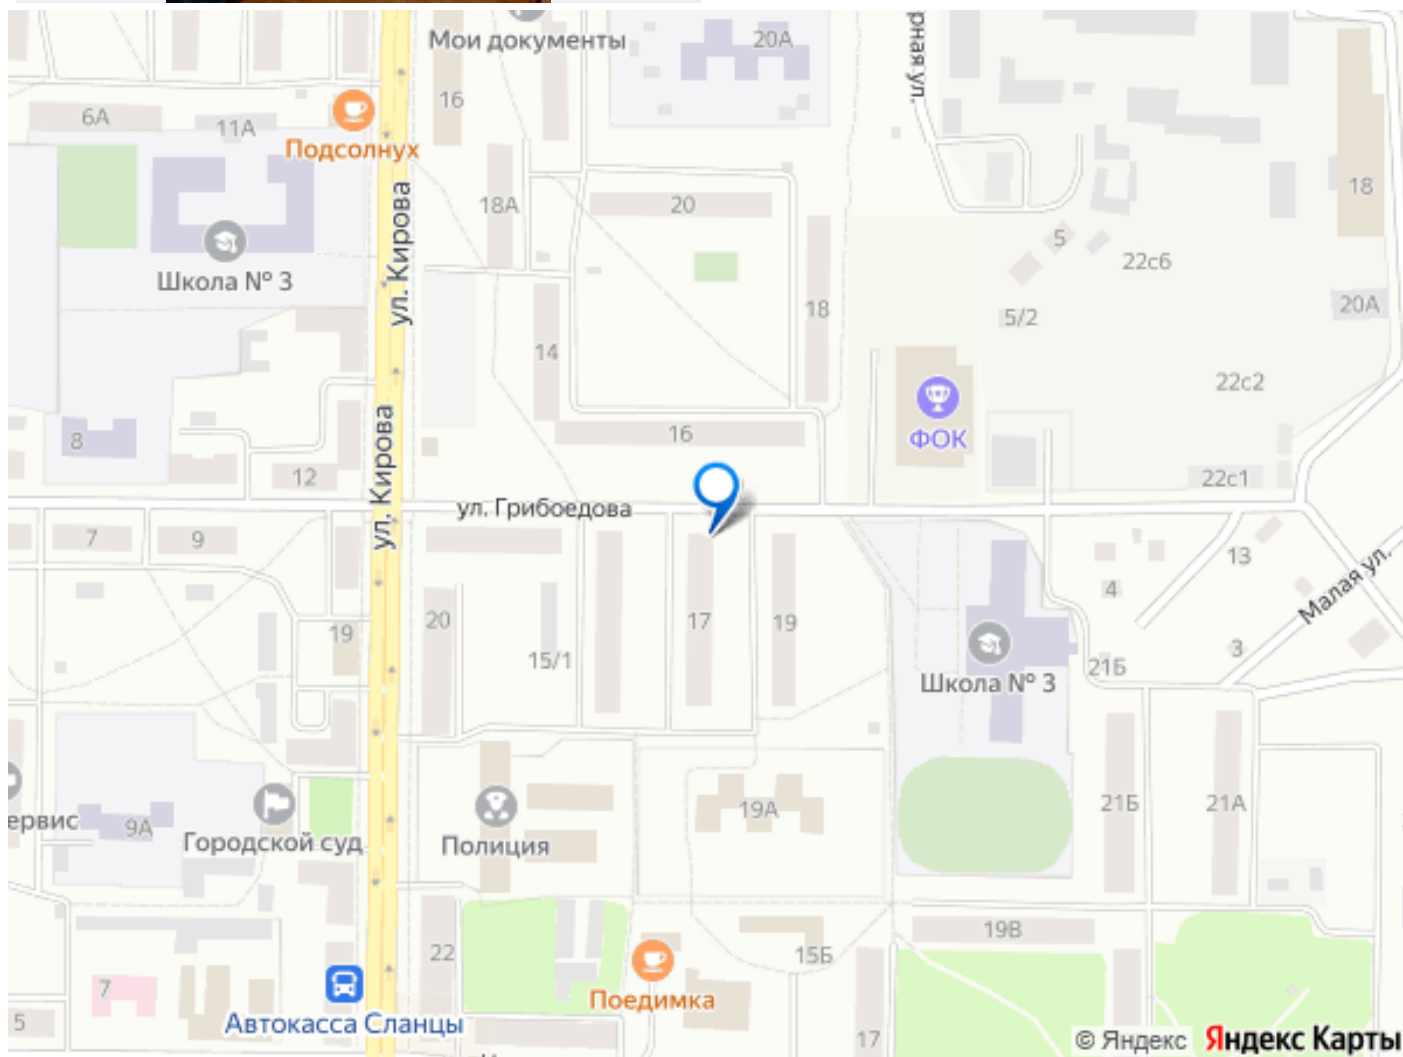 Мои документы
20А
рная ул.
16
6А
11А
Подсолнух
18
18А
20
ул. Кирова
5
22с6
Школа № 3
18
5/2
20А
14
22с2
ул. Кирова
16
ФОК
8
12
22с1
ул. Грибоедова
7
9
13
Малая ул.
4
20
17
19
19
3
15/1
21Б
Школа № 3
ервис
9А
Городской суд
Полиция
19А
21Б
21А
19В
22
15Б
7
Поедимка
5
Автокасса Сланцы
17
© Яндекс
Яндекс Карты